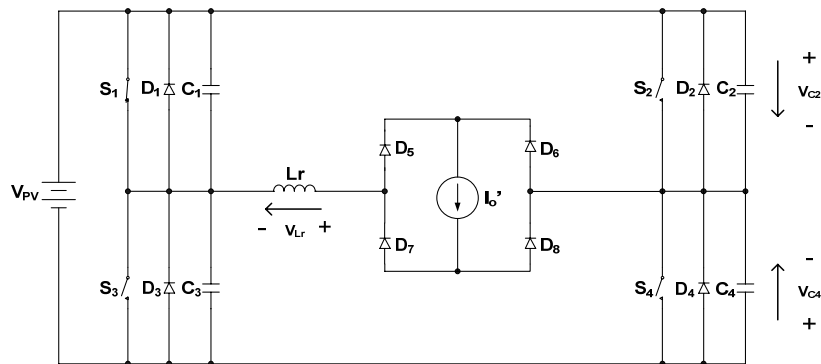 S1 D1 C1 S2 D2 C2 + VC2 -
D5 D6
VPV Lr Io'
- VLr + D7 D8
S3 D3 C3 S4 D4 C4 - VC4 +